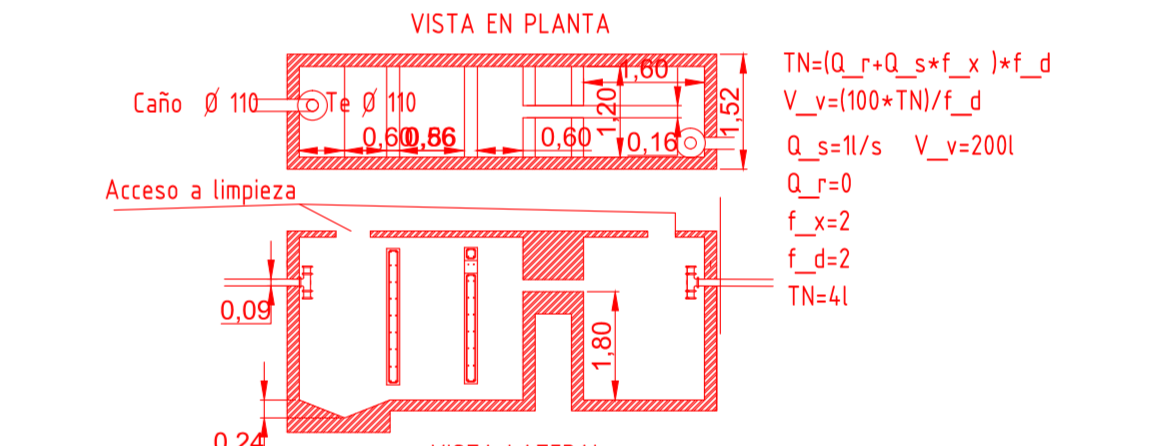 VISTA EN PLANTA
TN=(Q_r+Q_s*f_x )*f_d
1,60
V_v=(100*TN)/f_d
Caño Ø 110
Te Ø 110
1,20
1,52
0,60
0,86
0,60
0,16
Q_s=1l/s V_v=200l
Q_r=0
Acceso a limpieza
f_x=2
f_d=2
TN=4l
0,09
1,80
0,24